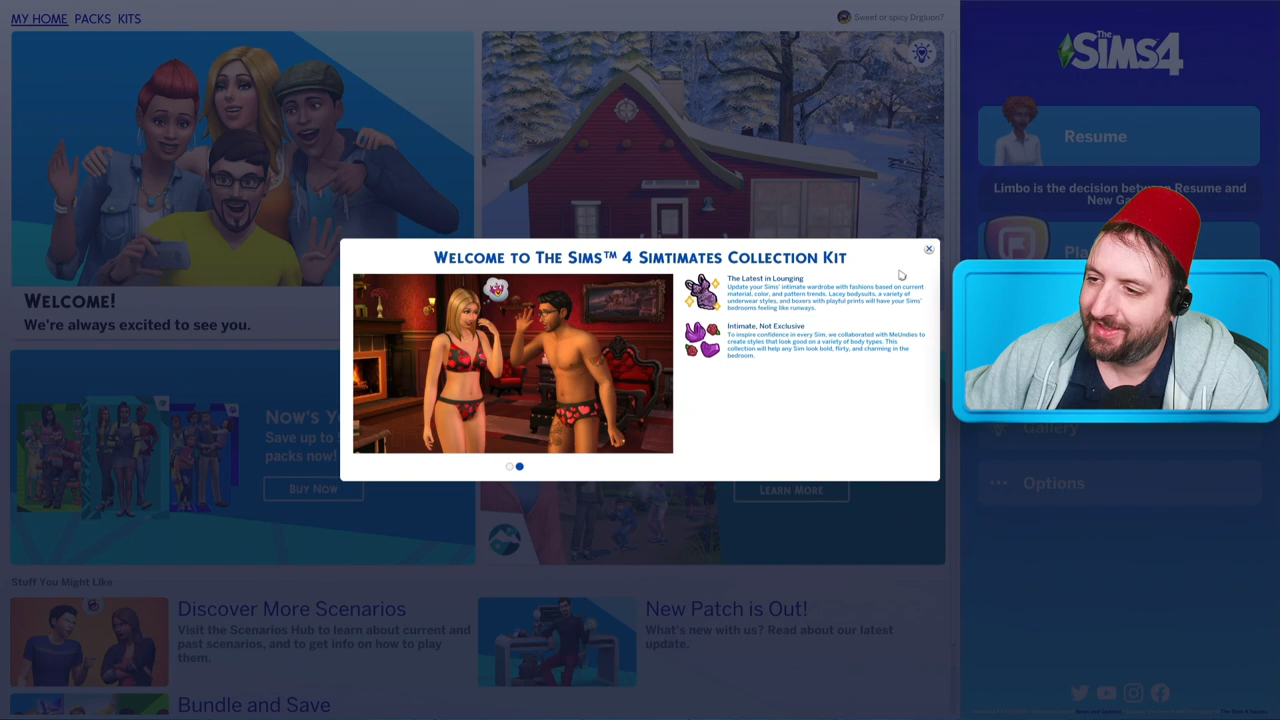 MY HOME PACKS KITS
Sweet or spicy Drgluon?
The SiMS 4
Resume
Limbo is the decision between Resume and
New
WELCOME TO THE SIMS™ 4 SIMTIMATES COLLECTION KIT
The Latest in Lounging
Update your Sims' intimate wardrobe with fashions based on current
material, color, and pattern trends. Lacey bodysuits, a variety of
underwear styles, and boxers with playful prints will have your Sims'
bedrooms feeling like runways.
Intimate, Not Exclusive
To inspire confidence in every Sim, we collaborated with MeUndies to
create styles that look good on a variety of body types. This
collection will help any Sim look bold, flirty, and charming in the
bedroom.
Welcome!
We're always excited to see you.
Now's
Save up to
packs now!
BUY NOW
LEARN MORE
Gallery
Options
Stuff You Might Like
Discover More Scenarios
Visit the Scenarios Hub to learn about current and
past scenarios, and to get info on how to play
them.
New Patch is Out!
What's new with us? Read about our latest
update.
Bundle and Save